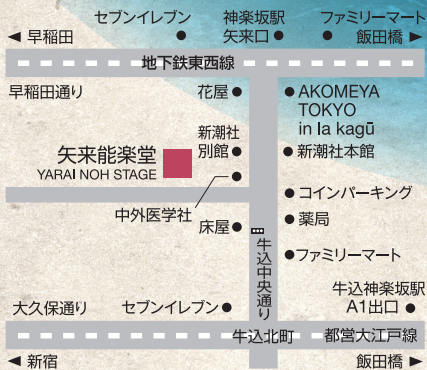 セブンイレブン
神楽坂駅
矢来口
ファミリーマート
◀ 早稲田
飯田橋 ▶
地下鉄東西線
早稲田通り
花屋
AKOMEYA
TOKYO
in la kagū
新潮社
別館
新潮社本館
矢来能楽堂
YARAI NOH STAGE
中外医学社
コインパーキング
床屋
薬局
牛込中央通り
ファミリーマート
牛込神楽坂駅
A1出口
大久保通り
セブンイレブン
牛込北町
都営大江戸線
◀ 新宿
飯田橋 ▶